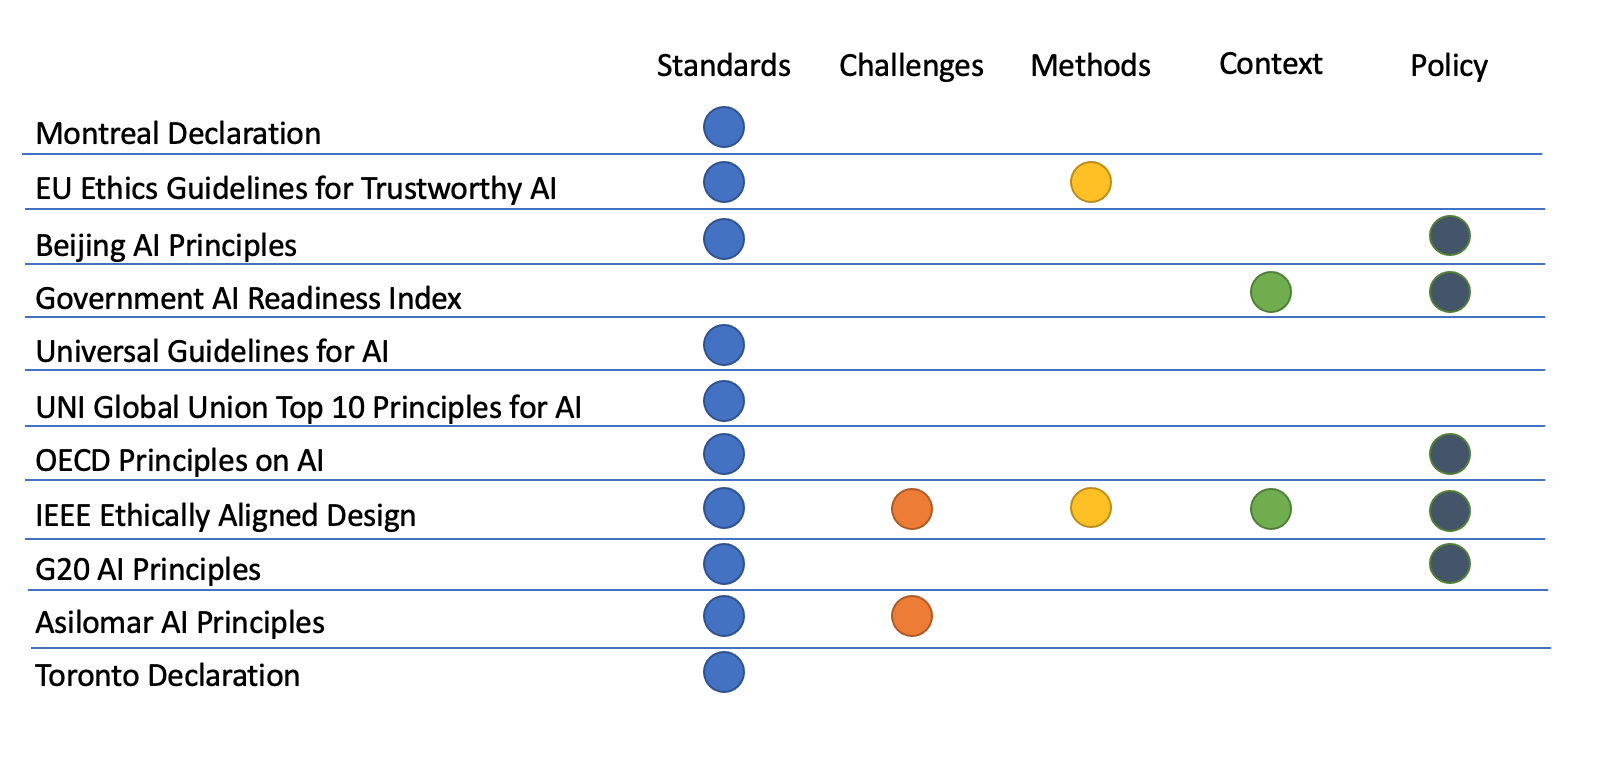 Standards Challenges Methods Context Policy
Montreal Declaration
EU Ethics Guidelines for Trustworthy AI
Beijing AI Principles
Government AI Readiness Index
Universal Guidelines for AI
UNI Global Union Top 10 Principles for AI
OECD Principles on AI
IEEE Ethically Aligned Design
G20 AI Principles
Asilomar AI Principles
Toronto Declaration